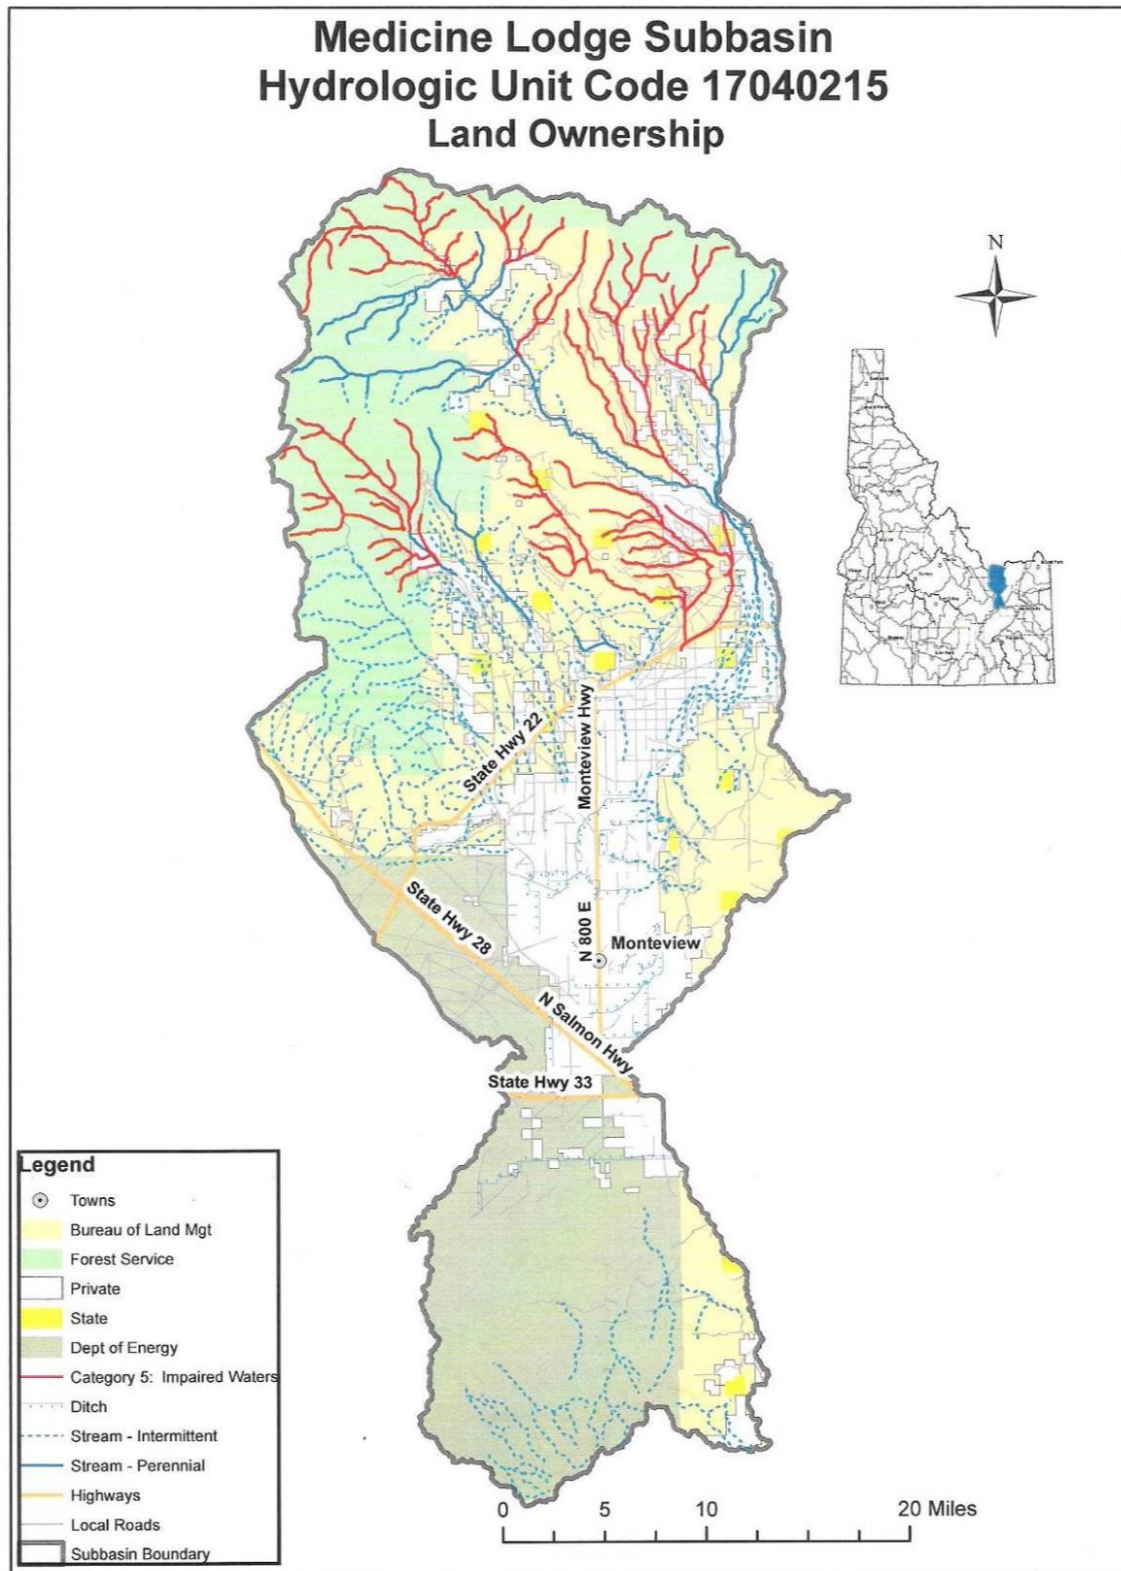 Medicine Lodge Subbasin
Hydrologic Unit Code 17040215
Land Ownership
N
State Hwy 22
Monteview Hwy
State Hwy 28
N 800 E
Monteview
N Salmon Hwy
State Hwy 33
Legend
Towns
Bureau of Land Mgt
Forest Service
Private
State
Dept of Energy
Category 5: Impaired Waters
Ditch
Stream - Intermittent
Stream - Perennial
Highways
Local Roads
Subbasin Boundary
0 5 10 20 Miles